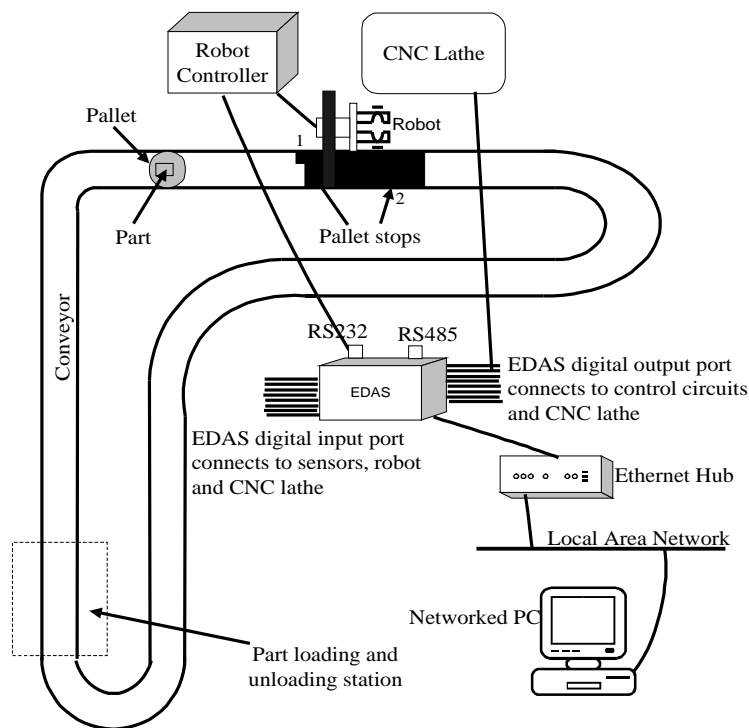 Robot
Controller
CNC Lathe
Pallet
1
Robot
Part
2
Pallet stops
Conveyor
RS232
RS485
EDAS
EDAS digital output port
connects to control circuits
and CNC lathe
EDAS digital input port
connects to sensors, robot
and CNC lathe
Ethernet Hub
Local Area Network
Networked PC
Part loading and
unloading station